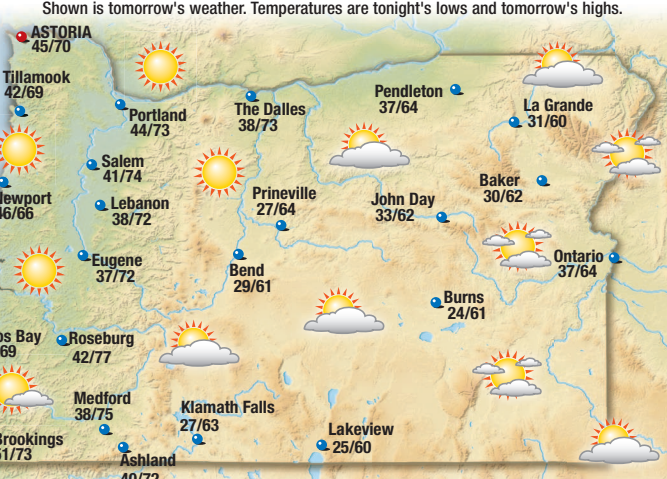 Shown is tomorrow's weather. Temperatures are tonight's lows and tomorrow's highs.
ASTORIA
45/70
Tillamook
42/69
Portland
44/73
The Dalles
38/73
Pendleton
37/64
La Grande
31/60
Salem
41/74
Lebanon
38/72
Prineville
27/64
John Day
33/62
Baker
30/62
46/66
Eugene
37/72
Bend
29/61
Ontario
37/64
Burns
24/61
Bay
69
Roseburg
42/77
Medford
38/75
Klamath Falls
27/63
Lakeview
25/60
Brookings
51/73
Ashland